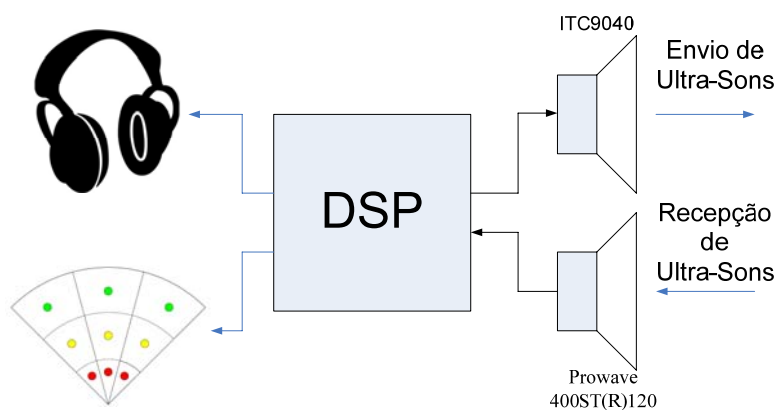 ITC9040
Envio de
Ultra-Sons
DSP
Recepção
de
Ultra-Sons
Prowave
400ST(R)120